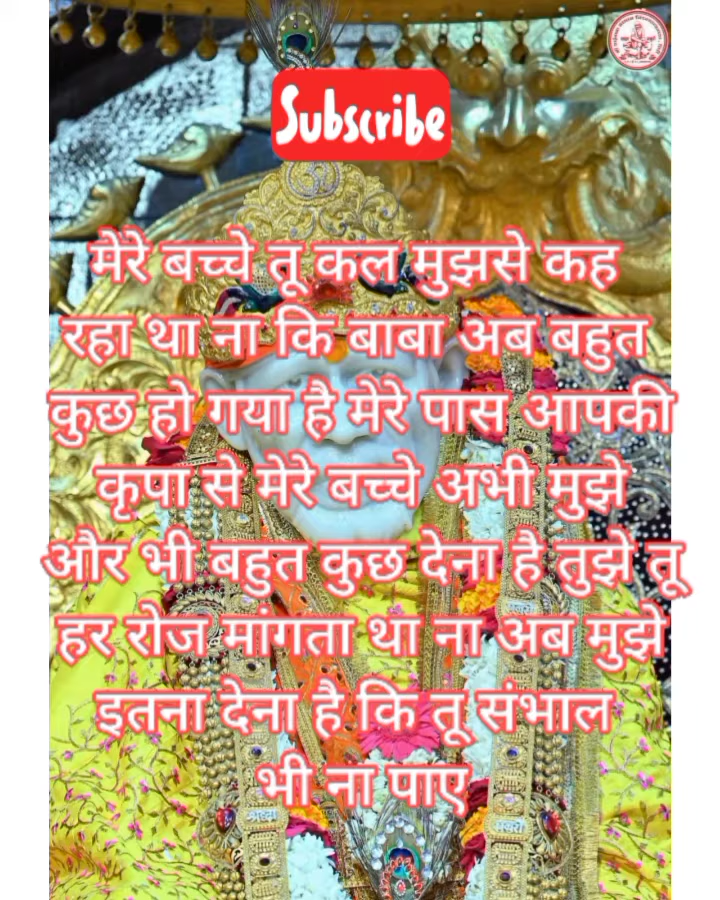 Subscribe
मेरे बच्चे तू कल मुझसे कह
रहा था ना कि बाबा अब बहुत
कुछ हो गया है मेरे पास आपकी
कृपा से मेरे बच्चे अभी मुझे
और भी बहुत कुछ देना है तुझे तू
हर रोज मांगता था ना अब मुझे
इतना देना है कि तू संभाल
भी ना पाए